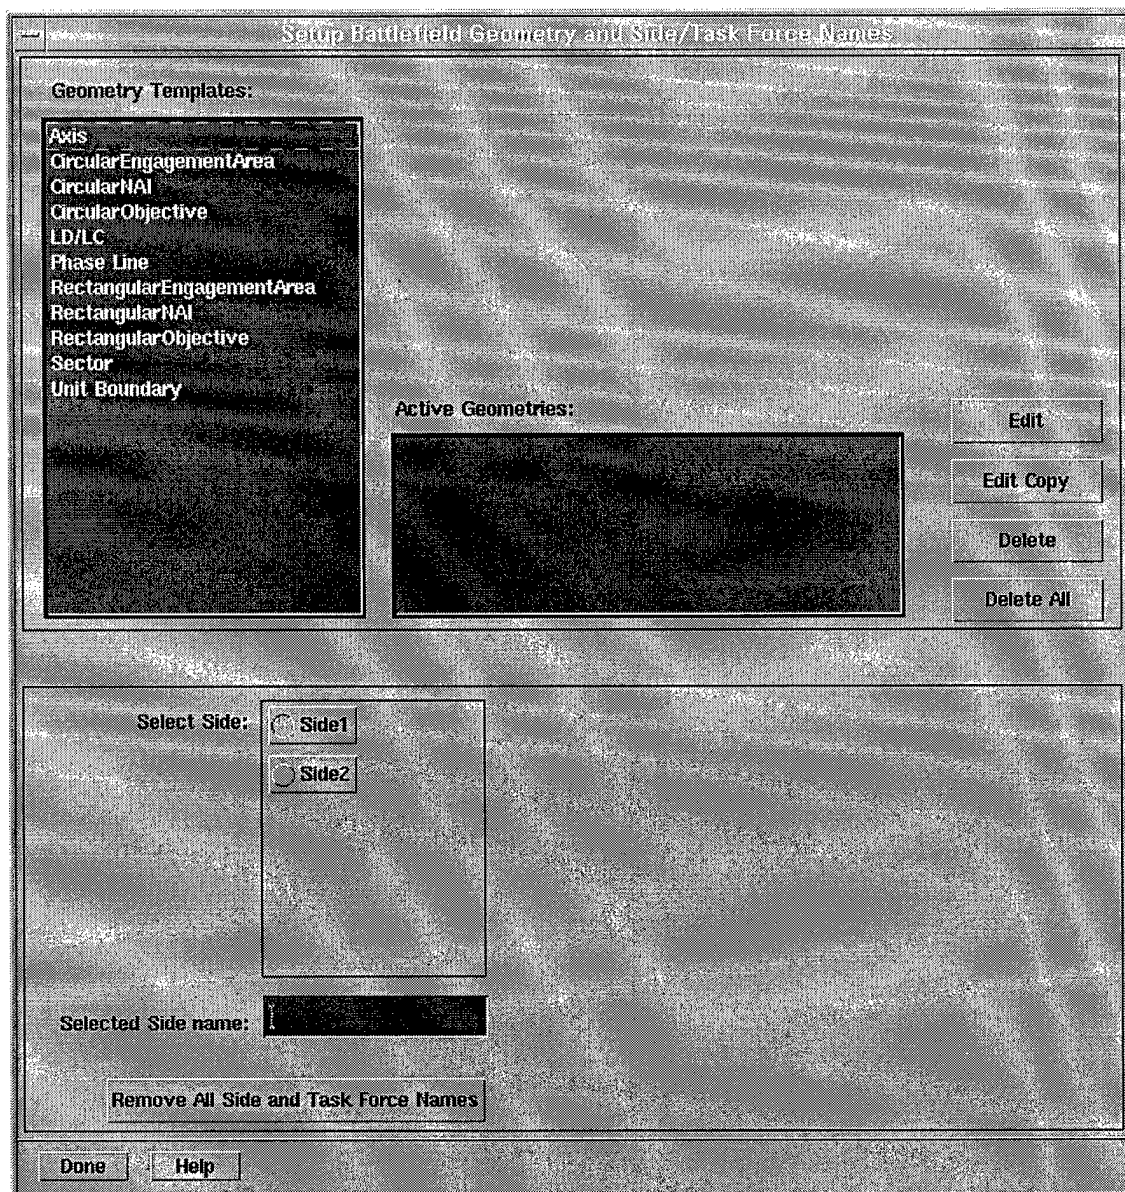 Setup Battlefield Geometry and Side/Task Force Names
Geometry Templates:
Axis
CircularEngagementArea
CircularNAI
CircularObjective
LD/LC
Phase Line
RectangularEngagementArea
RectangularNAI
RectangularObjective
Sector
Unit Boundary
Active Geometries:
Edit
Edit Copy
Delete
Delete All
Select Side:
Side1
Side2
Selected Side name:
Remove All Side and Task Force Names
Done
Help